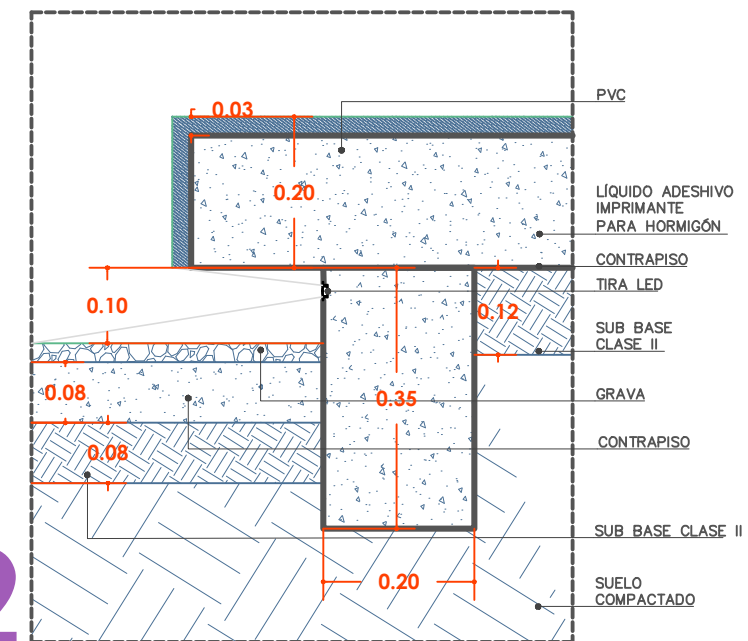 0.03
PVC
0.20
LÍQUIDO ADESHIVO
IMPRIMANTE
PARA HORMIGÓN
CONTRAPISO
TIRA LED
0.10
0.12
SUB BASE
CLASE II
0.08
0.35
GRAVA
0.08
CONTRAPISO
SUB BASE CLASE II
0.20
SUELO
COMPACTADO
2